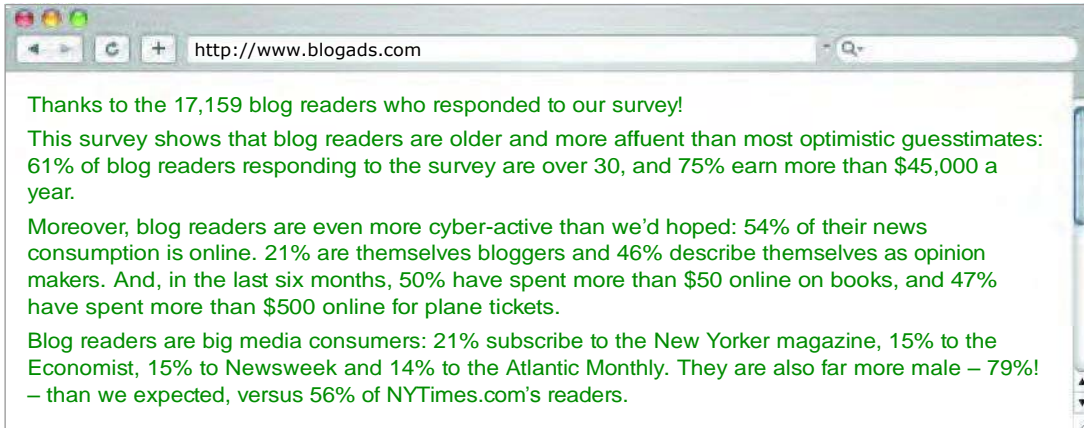 http://www.blogads.com
Thanks to the 17,159 blog readers who responded to our survey!
This survey shows that blog readers are older and more affuent than most optimistic guesstimates:
61% of blog readers responding to the survey are over 30, and 75% earn more than $45,000 a
year.
Moreover, blog readers are even more cyber-active than we’d hoped: 54% of their news
consumption is online. 21% are themselves bloggers and 46% describe themselves as opinion
makers. And, in the last six months, 50% have spent more than $50 online on books, and 47%
have spent more than $500 online for plane tickets.
Blog readers are big media consumers: 21% subscribe to the New Yorker magazine, 15% to the
Economist, 15% to Newsweek and 14% to the Atlantic Monthly. They are also far more male – 79%!
– than we expected, versus 56% of NYTimes.com’s readers.